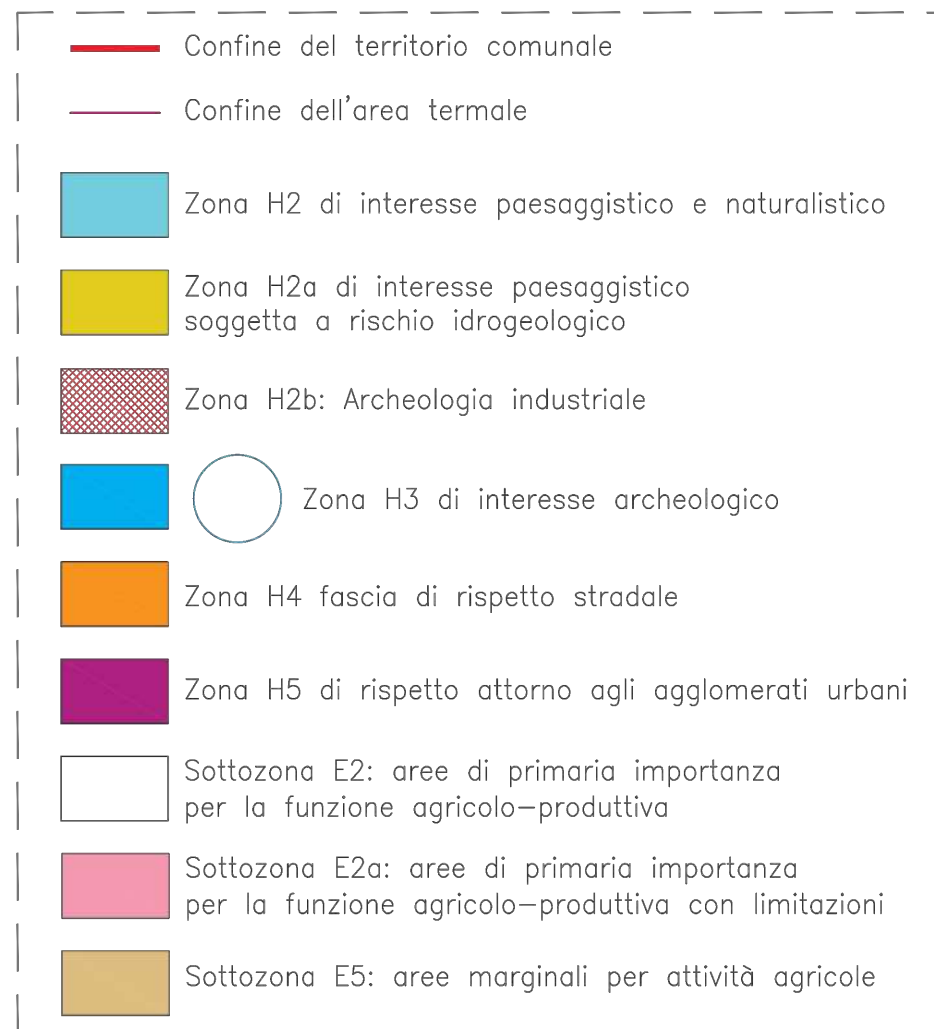 Confine del territorio comunale
Confine dell'area termale
Zona H2 di interesse paesaggistico e naturalistico
Zona H2a di interesse paesaggistico
soggetta a rischio idrogeologico
Zona H2b: Archeologia industriale
Zona H3 di interesse archeologico
Zona H4 fascia di rispetto stradale
Zona H5 di rispetto attorno agli agglomerati urbani
Sottozona E2: aree di primaria importanza
per la funzione agricolo-produttiva
Sottozona E2a: aree di primaria importanza
per la funzione agricolo-produttiva con limitazioni
Sottozona E5: aree marginali per attività agricole